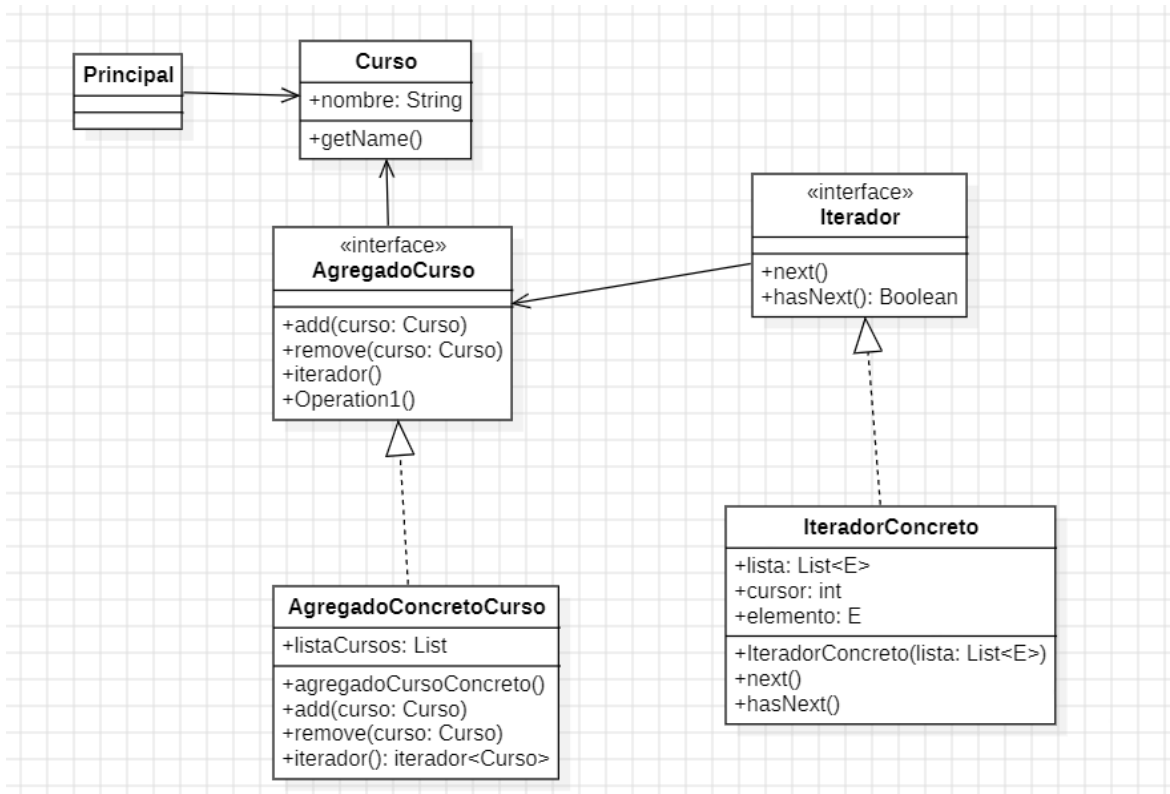 Principal
Curso
+nombre: String
+getName()
«interface»
AgregadoCurso
+add(curso: Curso)
+remove(curso: Curso)
+iterador()
+Operation1()
«interface»
Iterador
+next()
+hasNext(): Boolean
AgregadoConcretoCurso
+listaCursos: List
+agregadoCursoConcreto()
+add(curso: Curso)
+remove(curso: Curso)
+iterador(): iterador<Curso>
IteradorConcreto
+lista: List<E>
+cursor: int
+elemento: E
+IteradorConcreto(lista: List<E>)
+next()
+hasNext()